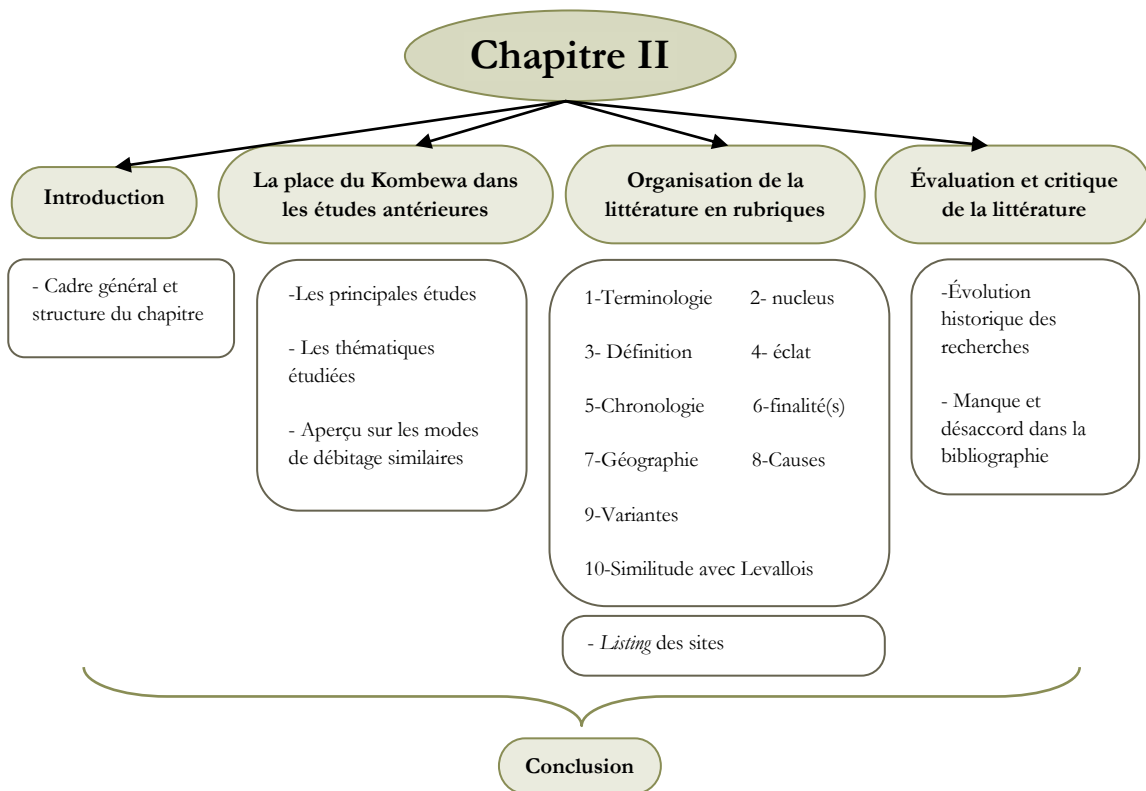 Chapitre II
Introduction
La place du Kombewa dans
les études antérieures
Organisation de la
littérature en rubriques
Évaluation et critique
de la littérature
- Cadre général et
structure du chapitre
-Les principales études
- Les thématiques
étudiées
- Aperçu sur les modes
de débitage similaires
1-Terminologie 2- nucleus
3- Définition 4- éclat
5-Chronologie 6-finalité(s)
7-Géographie 8-Causes
9-Variantes
10-Similitude avec Levallois
- Listing des sites
-Évolution
historique des
recherches
- Manque et
désaccord dans la
bibliographie
Conclusion